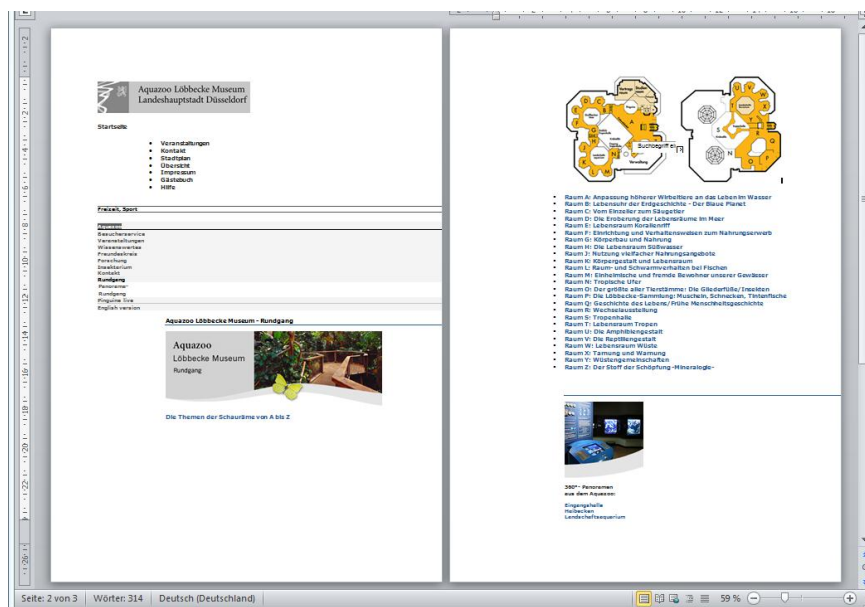 Aquazoo Löbbecke Museum
Landeshauptstadt Düsseldorf
Startseite
Veranstaltungen
Kontakt
Stadtplan
Übersicht
Impressum
Gästebuch
Hilfe
Freizeit, Sport
Aquazoo
Besucherservice
Veranstaltungen
Wissenswertes
Freundeskreis
Forschung
Insektarium
Kontakt
Rundgang
Panorama-
Rundgang
Pinguine live
English version
Aquazoo Löbbecke Museum - Rundgang
Aquazoo
Löbbecke Museum
Rundgang
Die Themen der Schauräume von A bis Z
Suchbegriff ei
Verwaltung
Raum A: Anpassung höherer Wirbeltiere an das Leben im Wasser
Raum B: Lebensuhr der Erdgeschichte - Der Blaue Planet
Raum C: Vom Einzeller zum Säugetier
Raum D: Die Eroberung der Lebensräume im Meer
Raum E: Lebensraum Korallenriff
Raum F: Einrichtung und Verhaltensweisen zum Nahrungserwerb
Raum G: Körperbau und Nahrung
Raum H: Die Lebensraum Süßwasser
Raum J: Nutzung vielfacher Nahrungsangebote
Raum K: Körpergestalt und Lebensraum
Raum L: Raum- und Schwarmverhalten bei Fischen
Raum M: Einheimische und fremde Bewohner unserer Gewässer
Raum N: Tropische Ufer
Raum O: Der größte aller Tierstämme: Die Gliederfüße/Insekten
Raum P: Die Löbbecke-Sammlung: Muscheln, Schnecken, Tintenfische
Raum Q: Geschichte des Lebens/Frühe Menschheitsgeschichte
Raum R: Wechselausstellung
Raum S: Tropenhalle
Raum T: Lebensraum Tropen
Raum U: Die Amphibiengestalt
Raum V: Die Reptiliengestalt
Raum W: Lebensraum Wüste
Raum X: Tarnung und Warnung
Raum Y: Wüstengemeinschaften
Raum Z: Der Stoff der Schöpfung -Mineralogie-
360°- Panoramen
aus dem Aquazoo:
Eingangshalle
Haibecken
Landschaftsaquarium
Seite: 2 von 3 Wörter: 314 Deutsch (Deutschland) 59 %